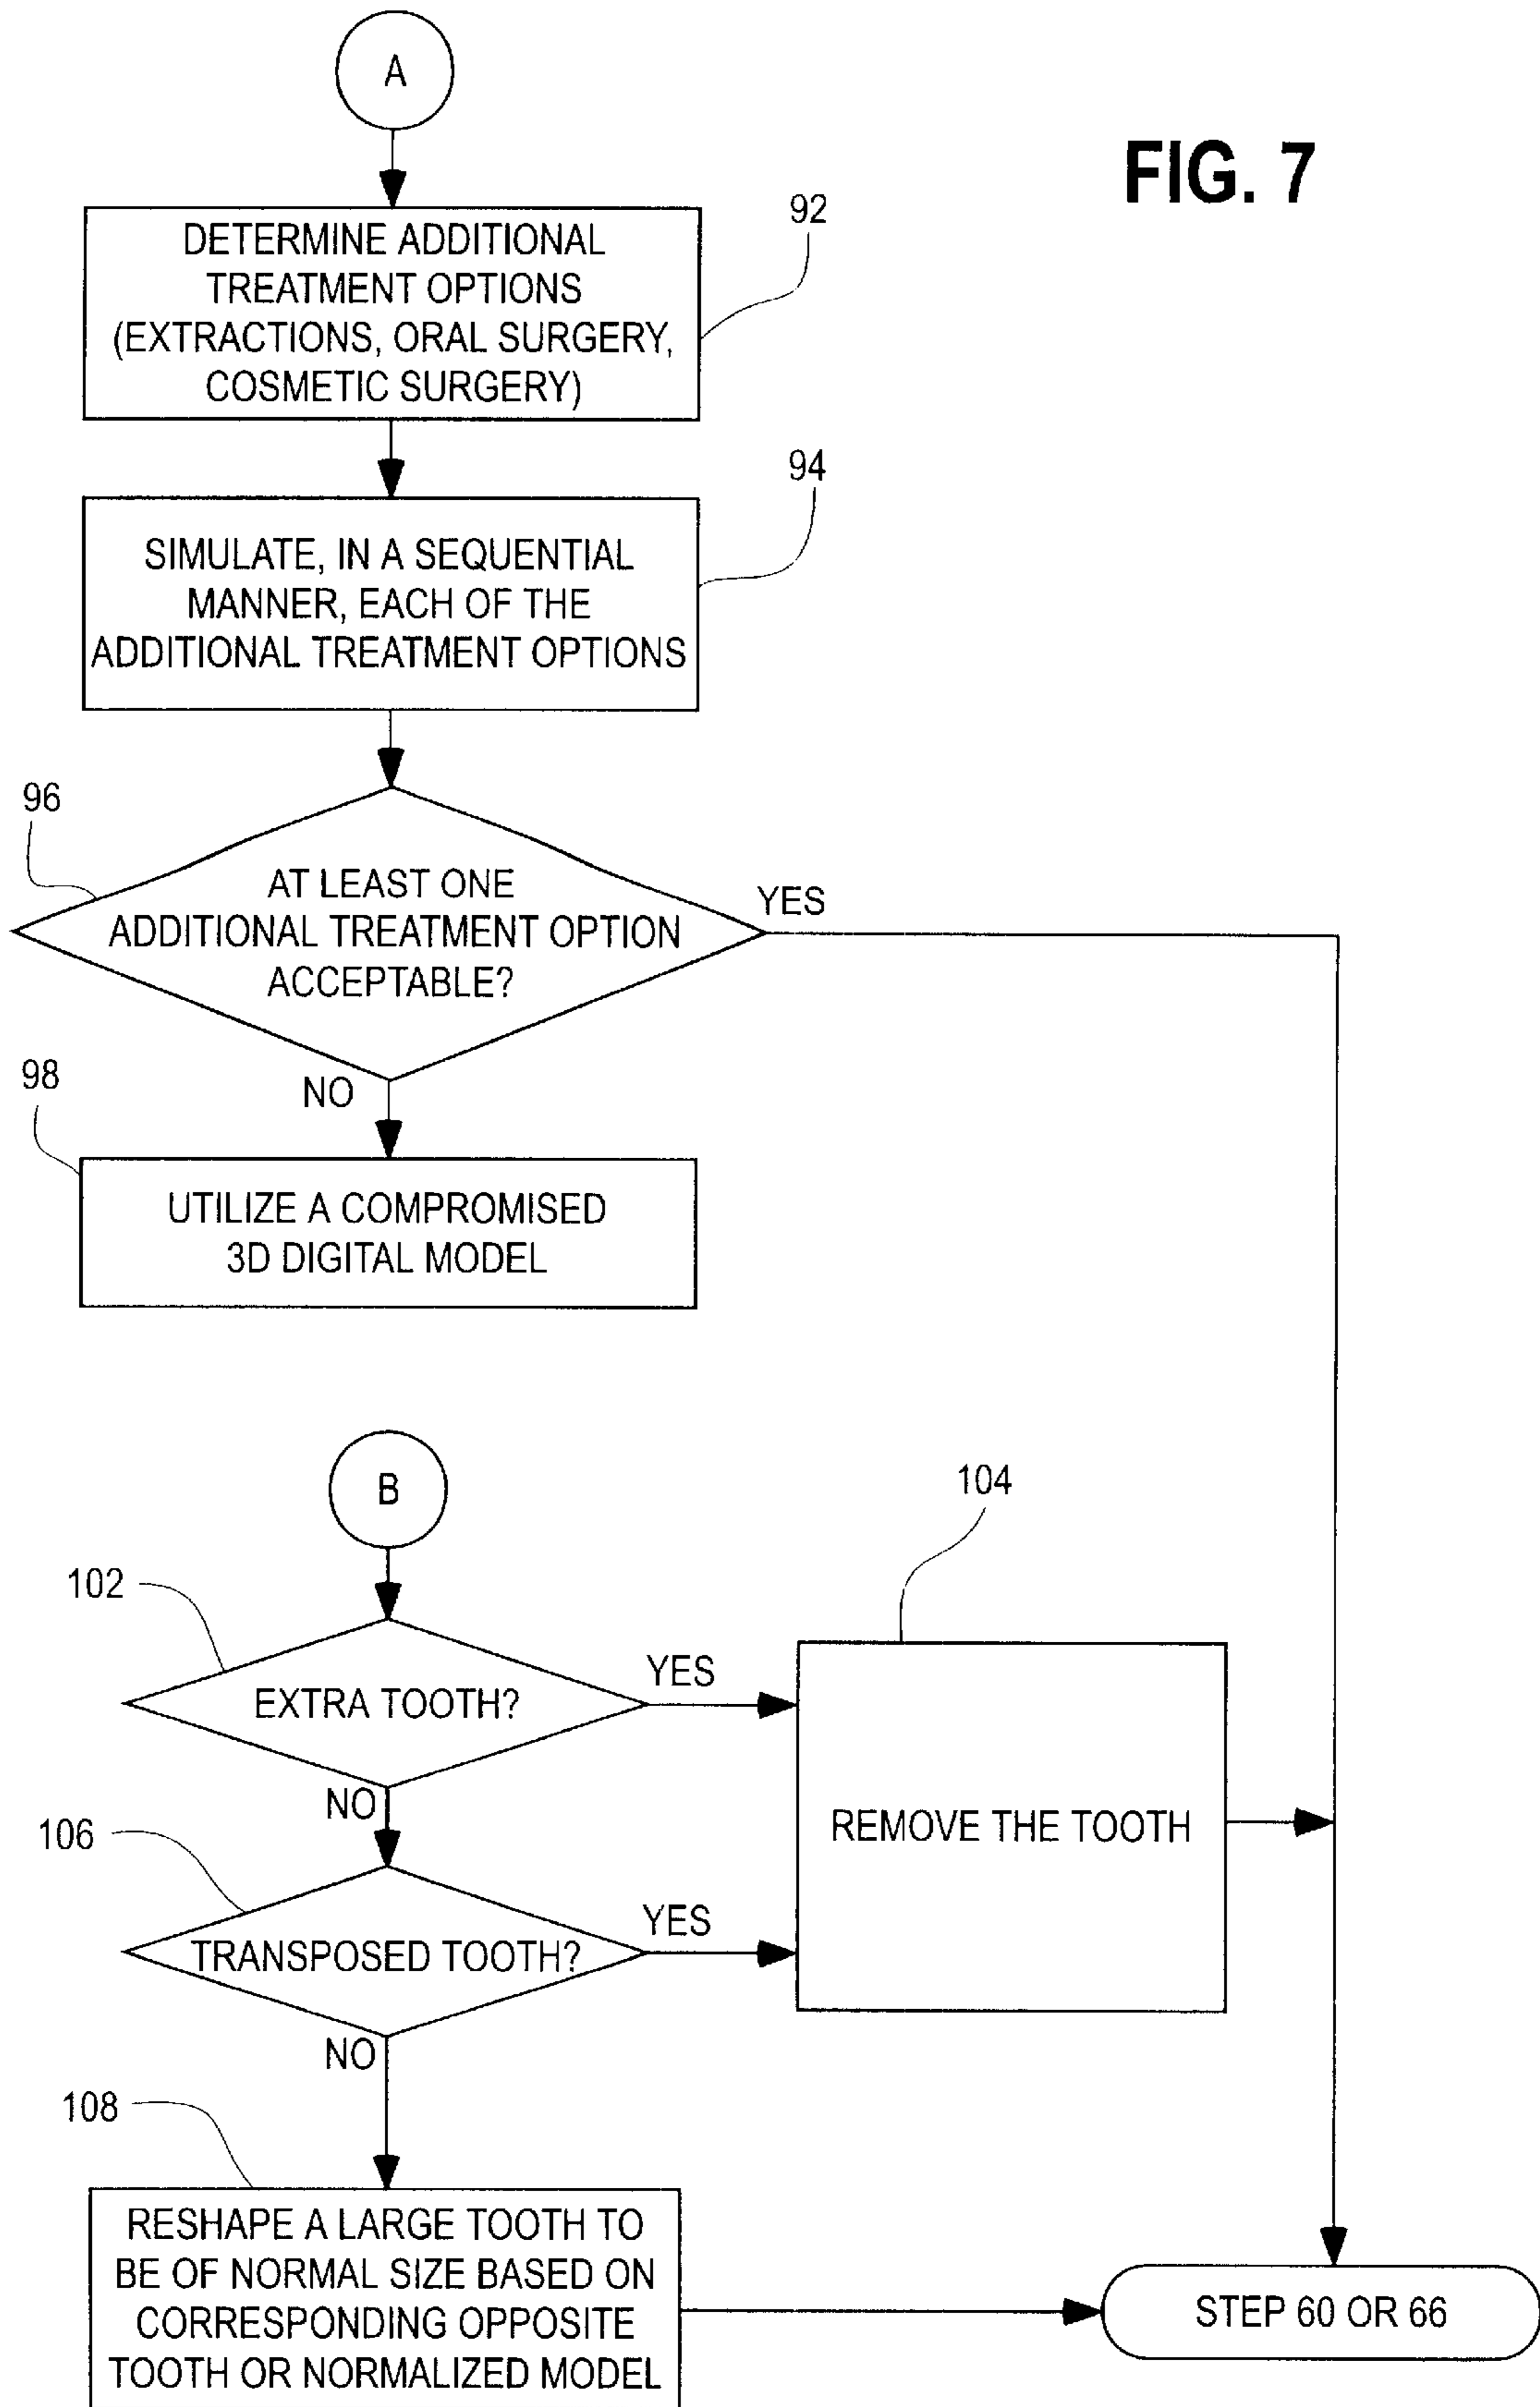 A
FIG. 7
92
DETERMINE ADDITIONAL
TREATMENT OPTIONS
(EXTRACTIONS, ORAL SURGERY,
COSMETIC SURGERY)
94
SIMULATE, IN A SEQUENTIAL
MANNER, EACH OF THE
ADDITIONAL TREATMENT OPTIONS
96
AT LEAST ONE
ADDITIONAL TREATMENT OPTION
ACCEPTABLE?
YES
NO
98
UTILIZE A COMPROMISED
3D DIGITAL MODEL
B
102
EXTRA TOOTH?
YES
104
REMOVE THE TOOTH
NO
106
TRANSPOSED TOOTH?
YES
NO
108
RESHAPE A LARGE TOOTH TO
BE OF NORMAL SIZE BASED ON
CORRESPONDING OPPOSITE
TOOTH OR NORMALIZED MODEL
STEP 60 OR 66